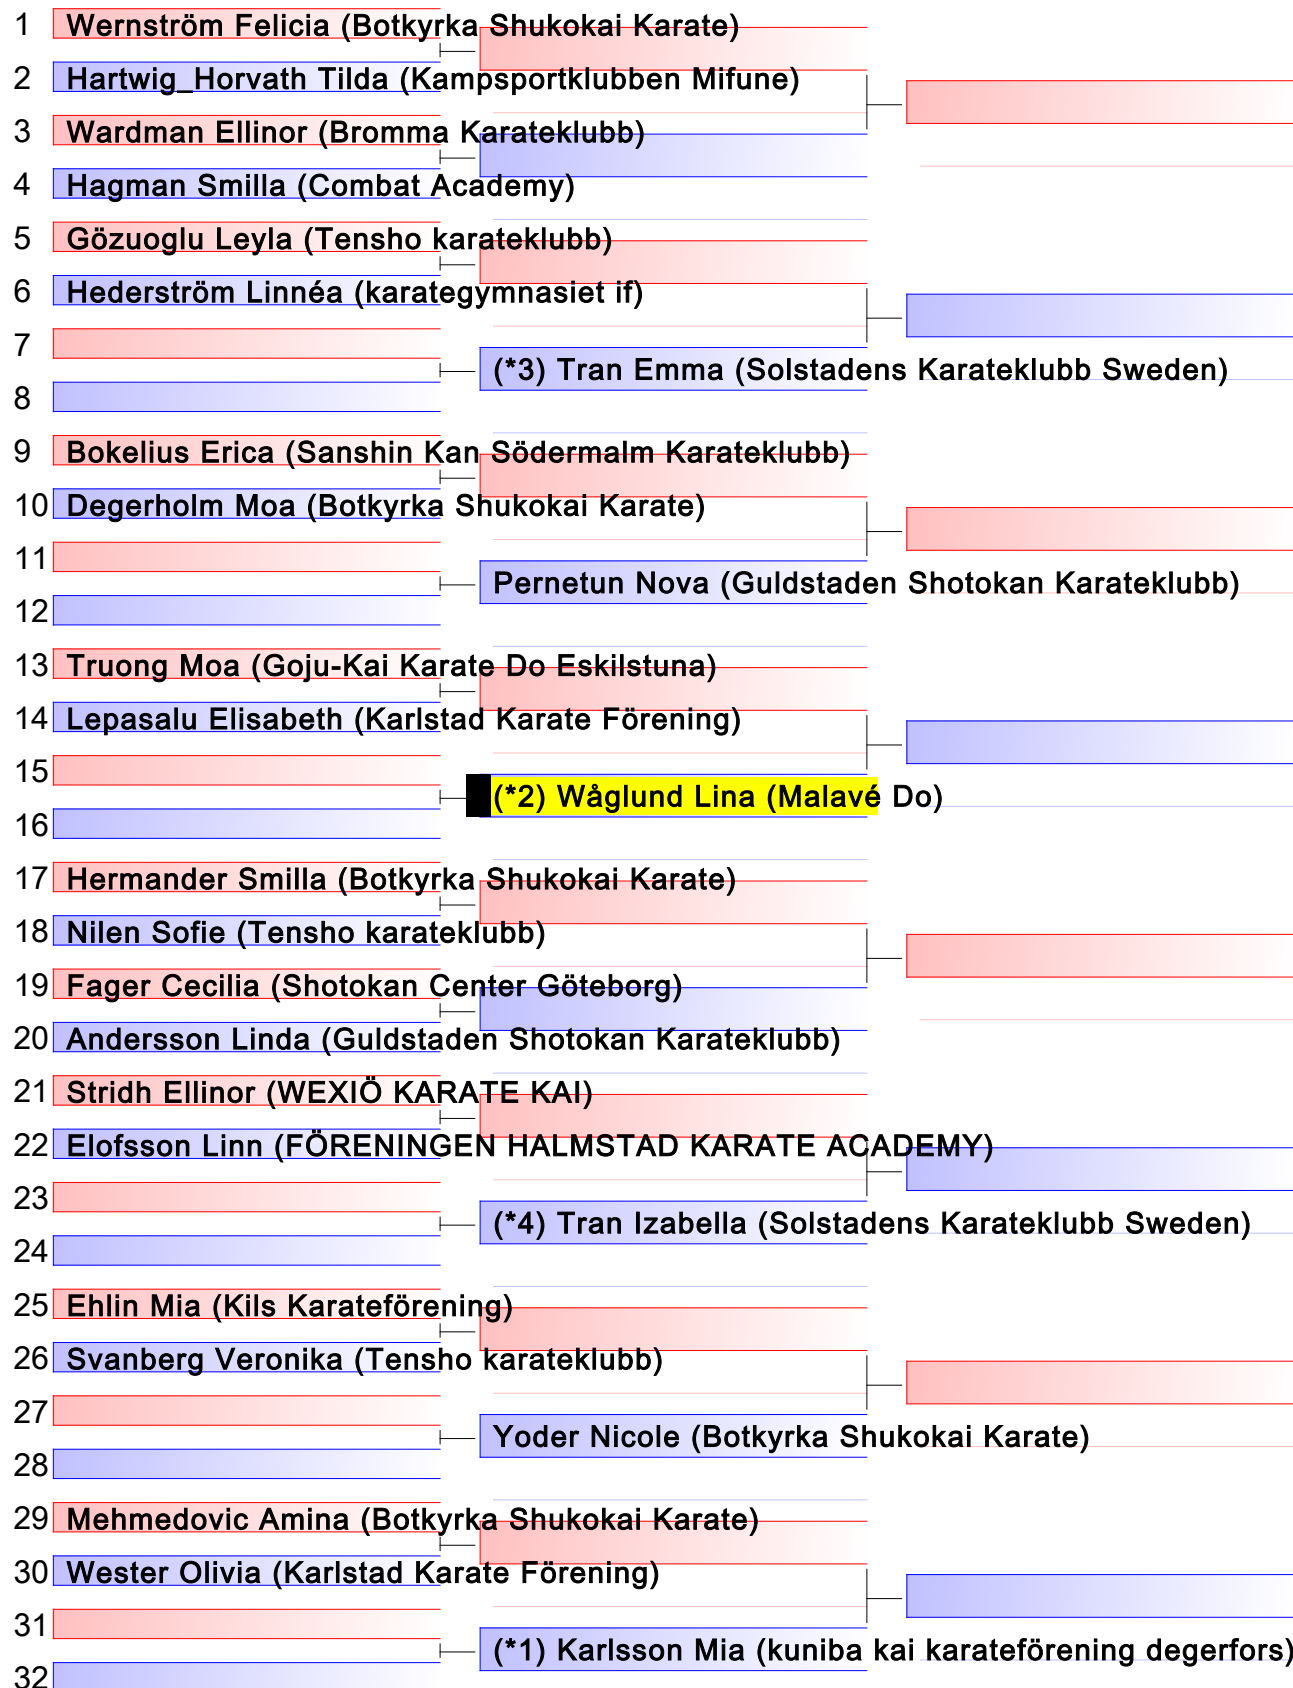 1 Wernström Felicia (Botkyrka Shukokai Karate)
2 Hartwig_Horvath Tilda (Kampsportklubben Mifune)
3 Wardman Ellinor (Bromma Karateklubb)
4 Hagman Smilla (Combat Academy)
5 Gözuoglu Leyla (Tensho karateklubb)
6 Hederström Linnéa (karategymnasiet if)
7
(*3) Tran Emma (Solstadens Karateklubb Sweden)
8
9 Bokelius Erica (Sanshin Kan Södermalm Karateklubb)
10 Degerholm Moa (Botkyrka Shukokai Karate)
11
Pernetun Nova (Guldstaden Shotokan Karateklubb)
12
13 Truong Moa (Goju-Kai Karate Do Eskilstuna)
14 Lepasalu Elisabeth (Karlstad Karate Förening)
15
(*2) Wåglund Lina (Malavé Do)
16
17 Hermander Smilla (Botkyrka Shukokai Karate)
18 Nilen Sofie (Tensho karateklubb)
19 Fager Cecilia (Shotokan Center Göteborg)
20 Andersson Linda (Guldstaden Shotokan Karateklubb)
21 Stridh Ellinor (WEXIÖ KARATE KAI)
22 Elofsson Linn (FÖRENINGEN HALMSTAD KARATE ACADEMY)
23
(*4) Tran Izabella (Solstadens Karateklubb Sweden)
24
25 Ehlin Mia (Kils Karateförening)
26 Svanberg Veronika (Tensho karateklubb)
27
Yoder Nicole (Botkyrka Shukokai Karate)
28
29 Mehmedovic Amina (Botkyrka Shukokai Karate)
30 Wester Olivia (Karlstad Karate Förening)
31
(*1) Karlsson Mia (kuniba kai karateförening degerfors)
32